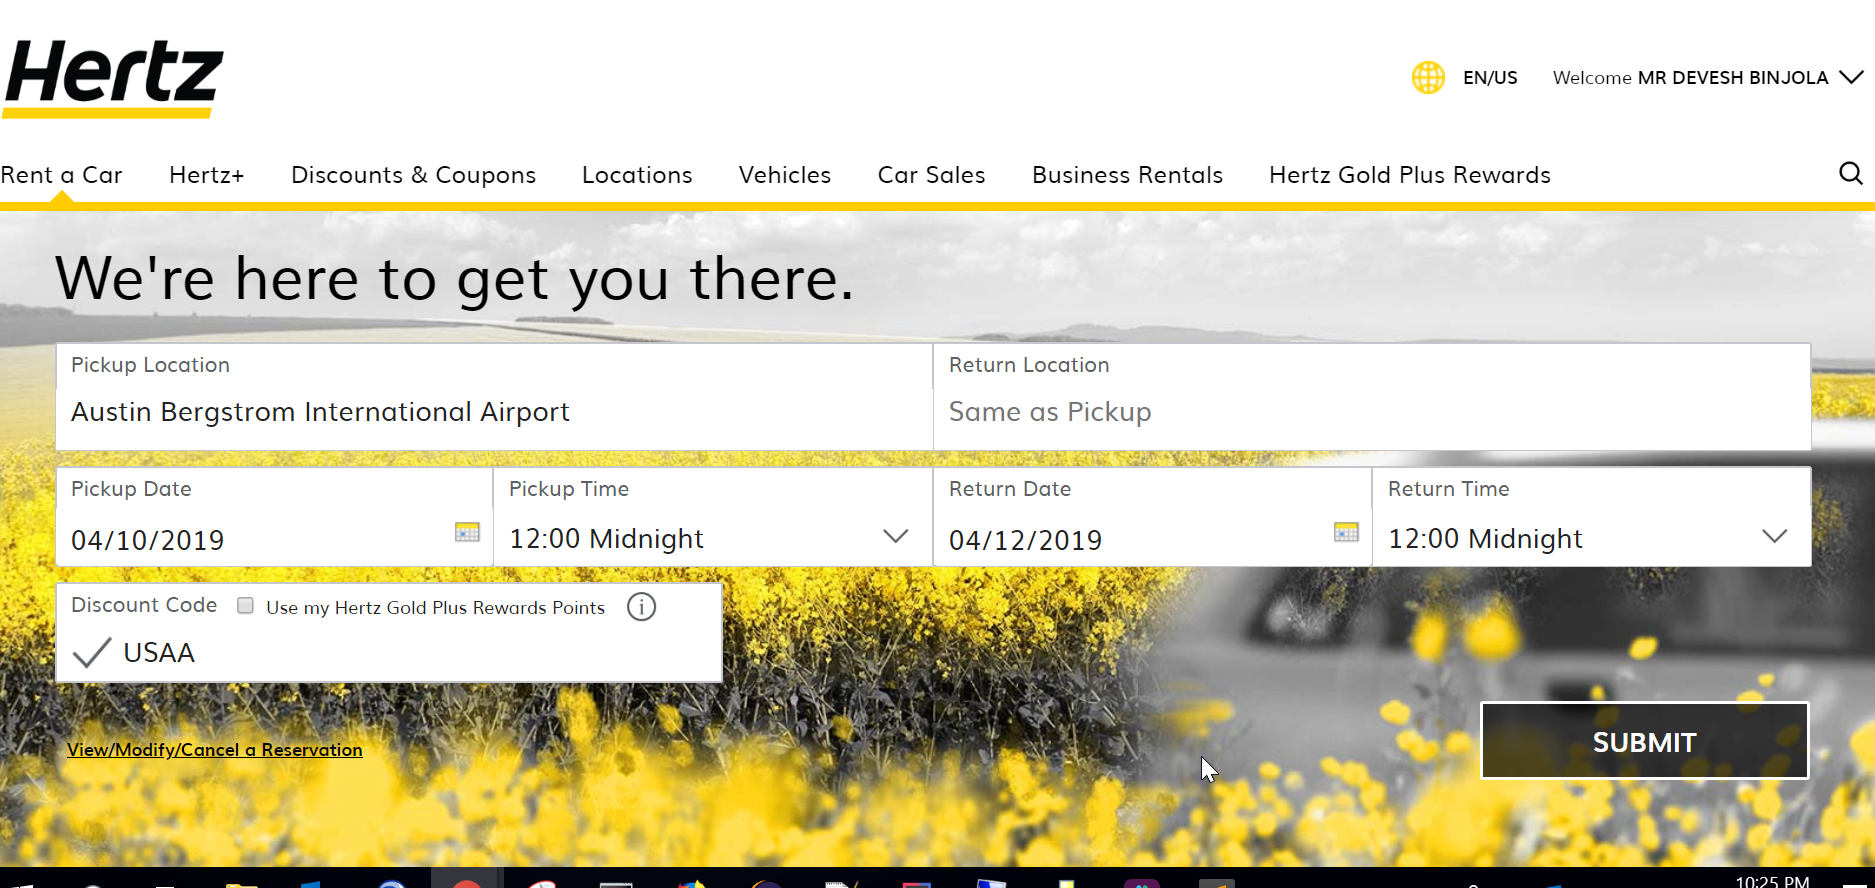 Hertz
EN/US
Welcome MR DEVESH BINJOLA
Rent a Car
Hertz+
Discounts & Coupons
Locations
Vehicles
Car Sales
Business Rentals
Hertz Gold Plus Rewards
We're here to get you there.
Pickup Location
Austin Bergstrom International Airport
Return Location
Same as Pickup
Pickup Date
04/10/2019
Pickup Time
12:00 Midnight
Return Date
04/12/2019
Return Time
12:00 Midnight
Discount Code
Use my Hertz Gold Plus Rewards Points
i
USAA
View/Modify/Cancel a Reservation
SUBMIT
10:25 PM